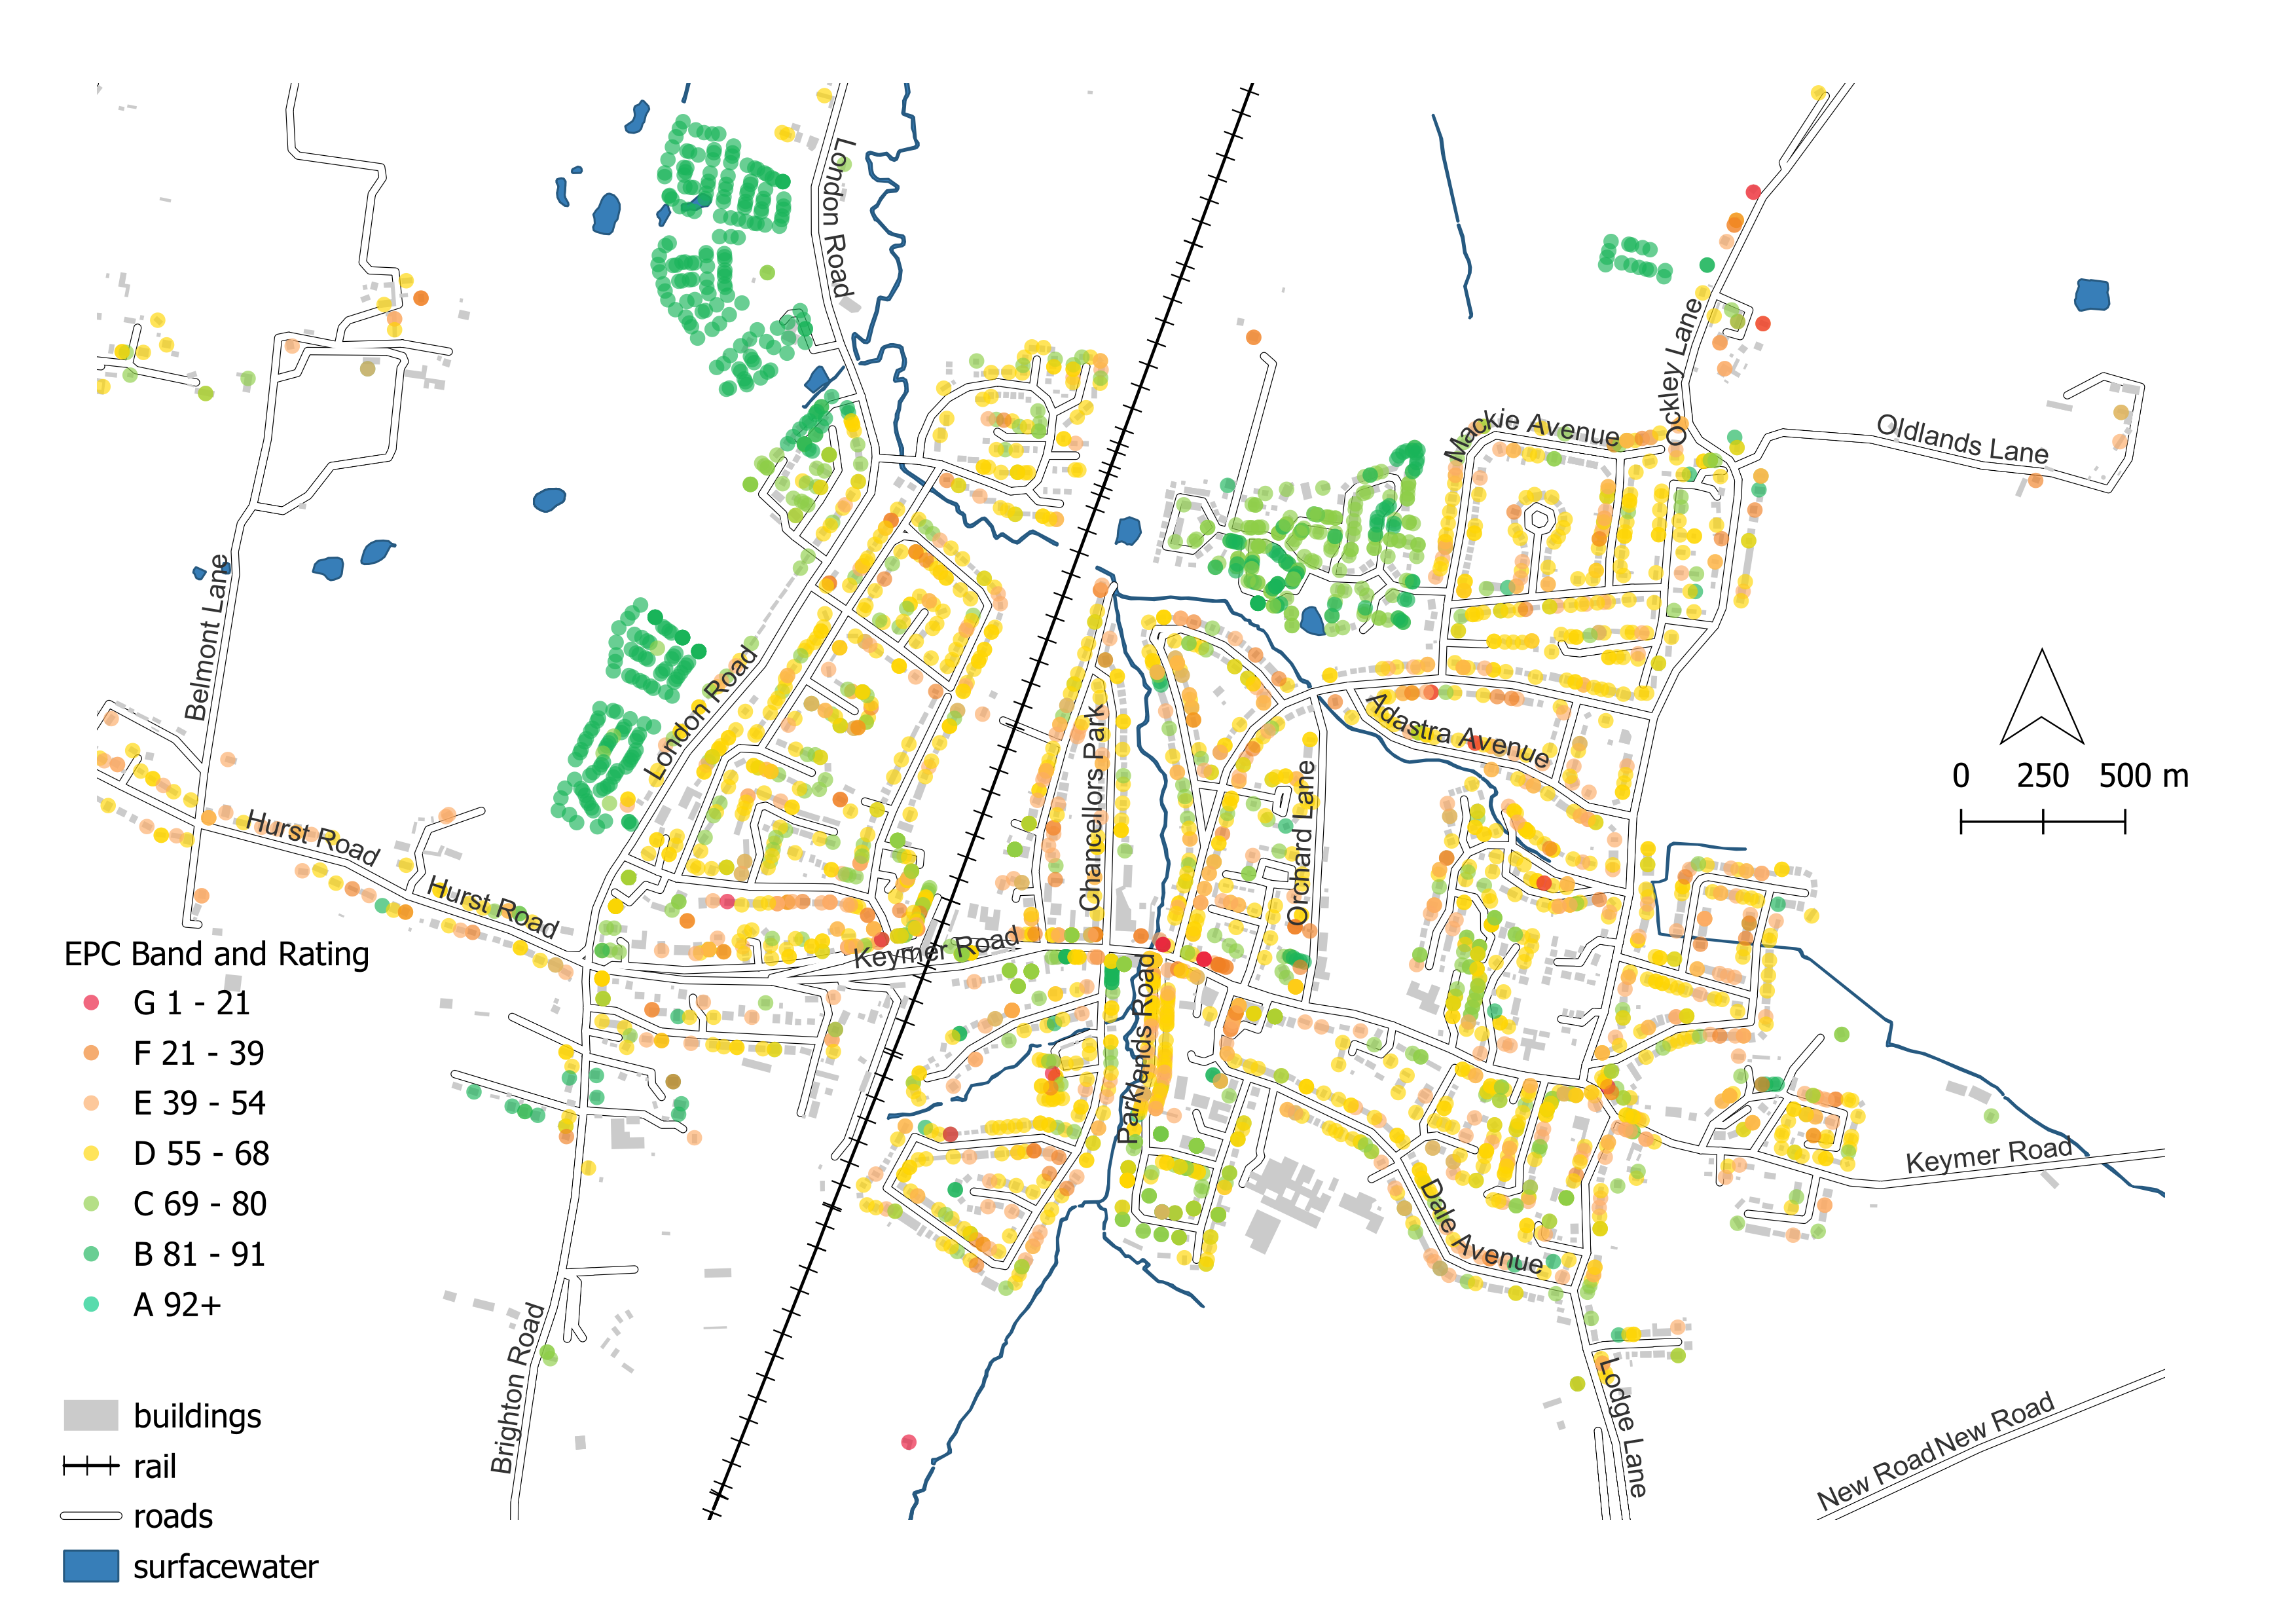 London Road
Ockley Lane
Mackie Avenue
Oldlands Lane
Belmont Lane
London Road
Chancellors Park
Adastra Avenue
Orchard Lane
0 250 500 m
Hurst Road
Hurst Road
Keymer Road
Parklands Road
Keymer Road
Dale Avenue
Brighton Road
Lodge Lane
New Road New Road
EPC Band and Rating
G 1 - 21
F 21 - 39
E 39 - 54
D 55 - 68
C 69 - 80
B 81 - 91
A 92+
buildings
rail
roads
surfacewater